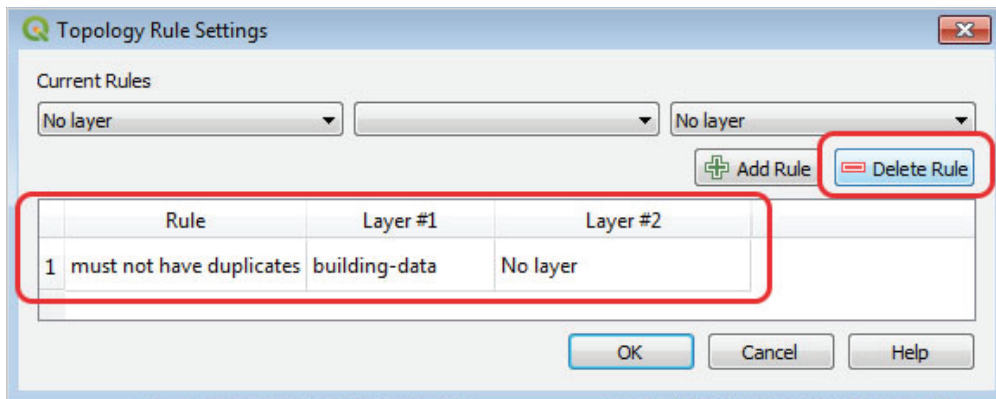 Topology Rule Settings
Current Rules
No layer No layer
Add Rule Delete Rule
Rule Layer #1 Layer #2
1 must not have duplicates building-data No layer
OK Cancel Help